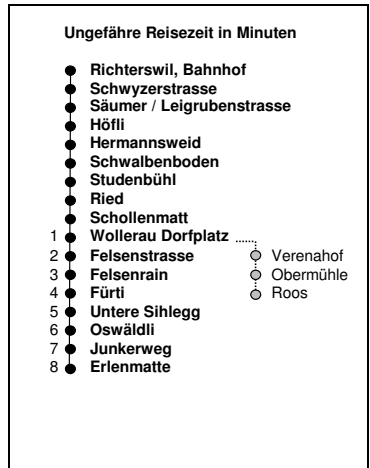 Ungefähre Reisezeit in Minuten
Richterswil, Bahnhof
Schwyzerstrasse
Säumer / Leigrubenstrasse
Höfli
Hermannsweid
Schwalbenboden
Studenbühl
Ried
Schollenmatt
1 Wollerau Dorfplatz
2 Felsenstrasse Verenahof
3 Felsenrain Obermühle
4 Fürti Roos
5 Untere Sihlegg
6 Oswäldli
7 Junkerweg
8 Erlenmatte